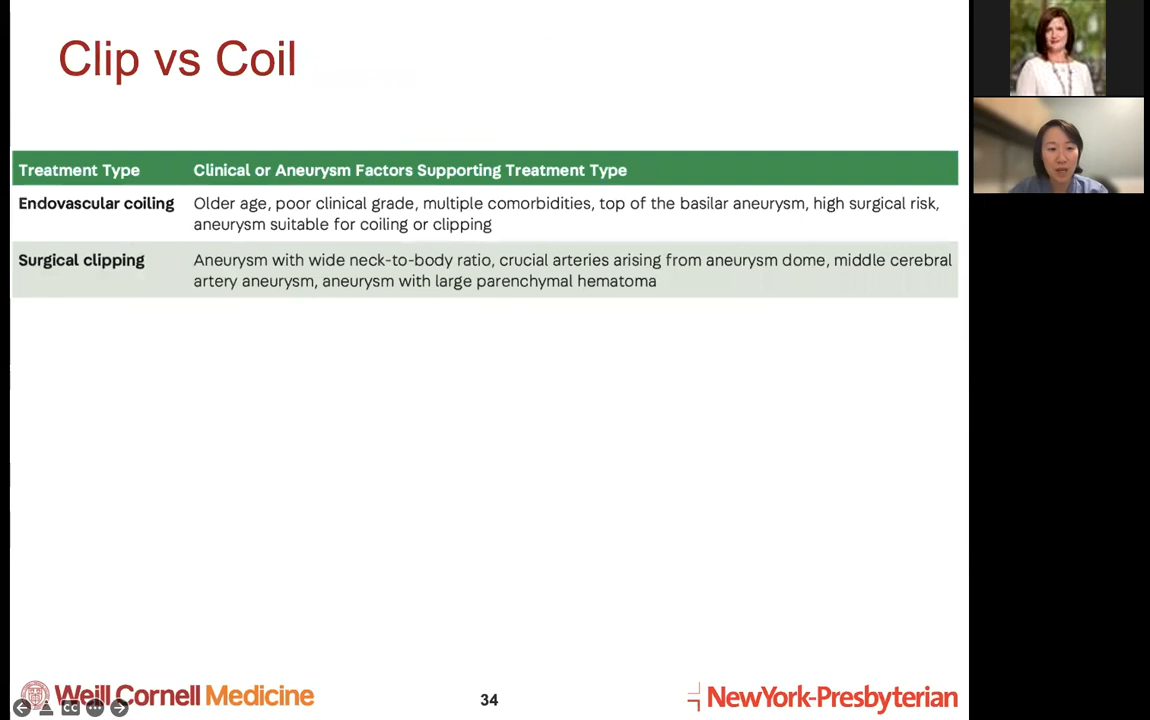 Clip vs Coil
Treatment Type Clinical or Aneurysm Factors Supporting Treatment Type
Endovascular coiling Older age, poor clinical grade, multiple comorbidities, top of the basilar aneurysm, high surgical risk,
aneurysm suitable for coiling or clipping
Surgical clipping Aneurysm with wide neck-to-body ratio, crucial arteries arising from aneurysm dome, middle cerebral
artery aneurysm, aneurysm with large parenchymal hematoma
Weill Cornell Medicine
CC
34
NewYork-Presbyterian